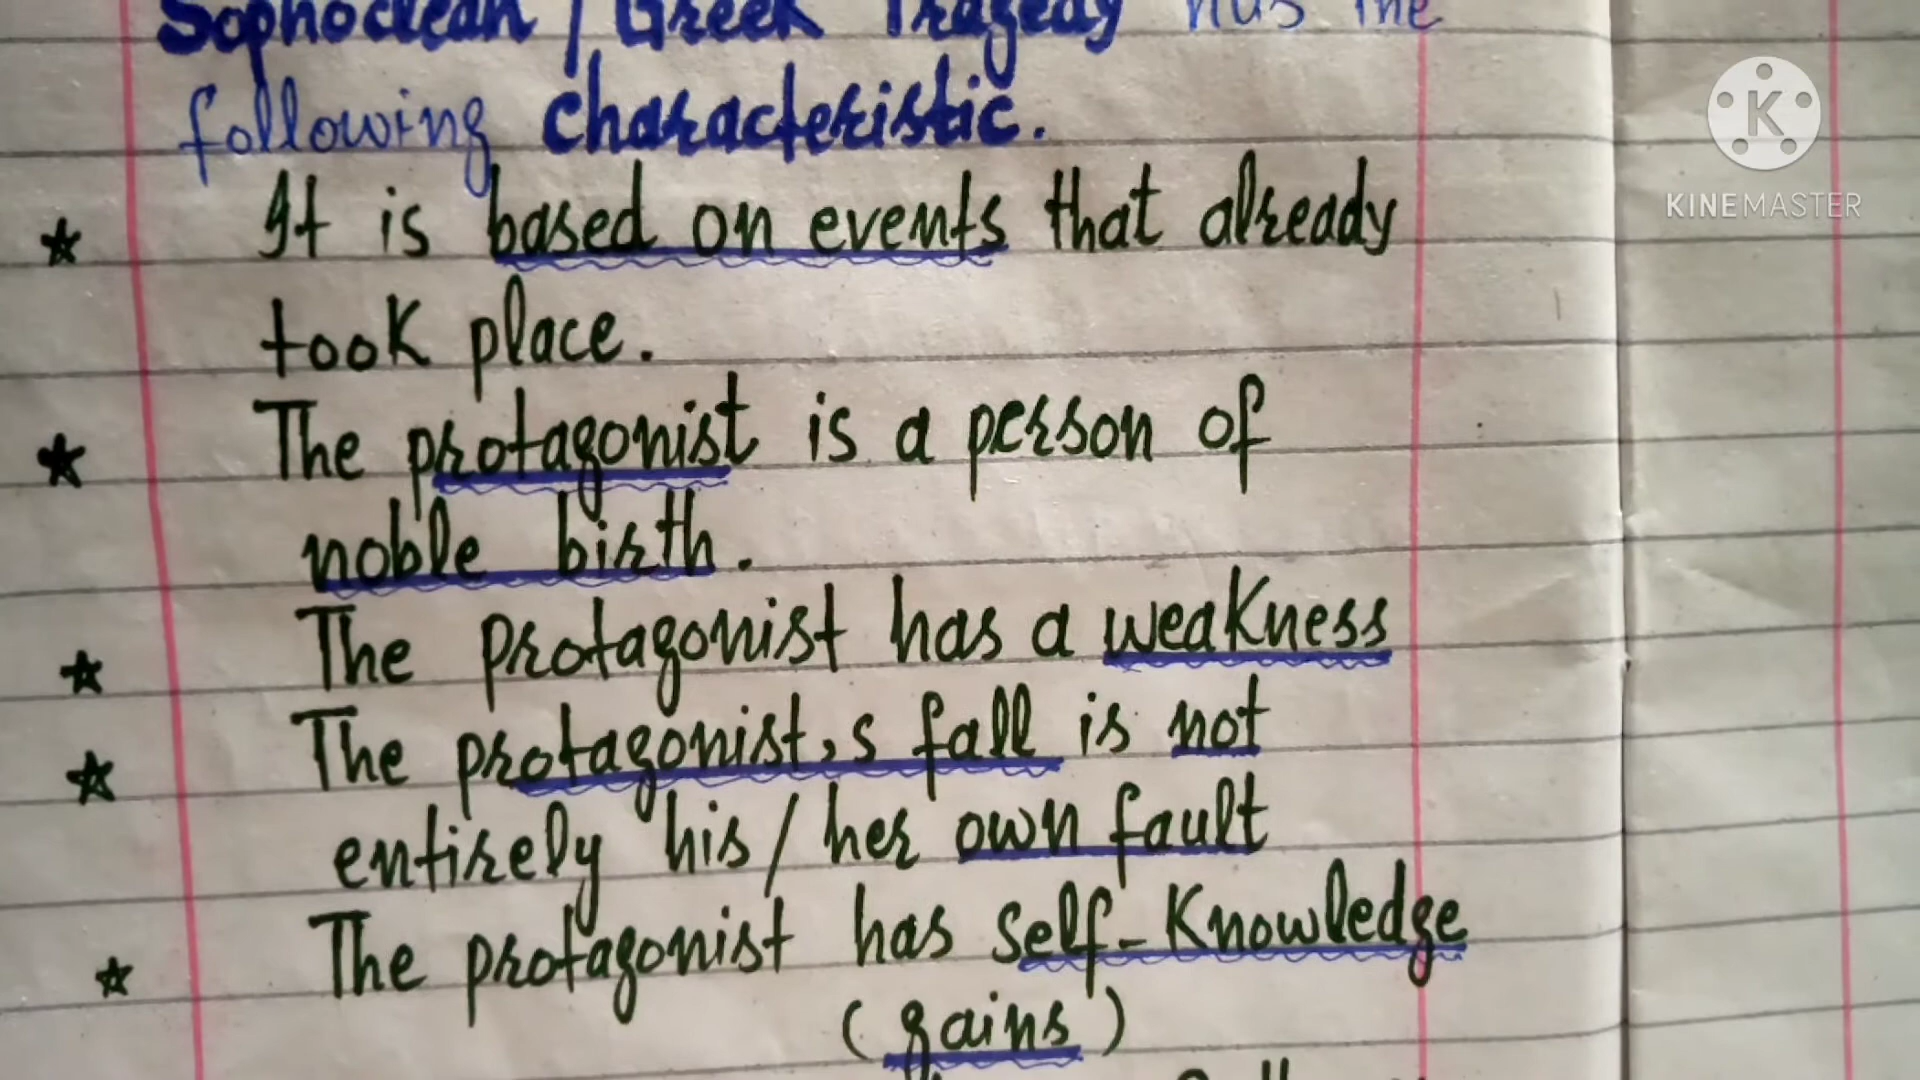 Sophoclean / Greek Tragedy has the
following characteristic.
It is based on events that already
took place.
The protagonist is a person of
noble birth.
The protagonist has a weakness
The protagonist,s fall is not
entirely his / her own fault
The protagonist has self-Knowledge
(gains)
KINEMASTER